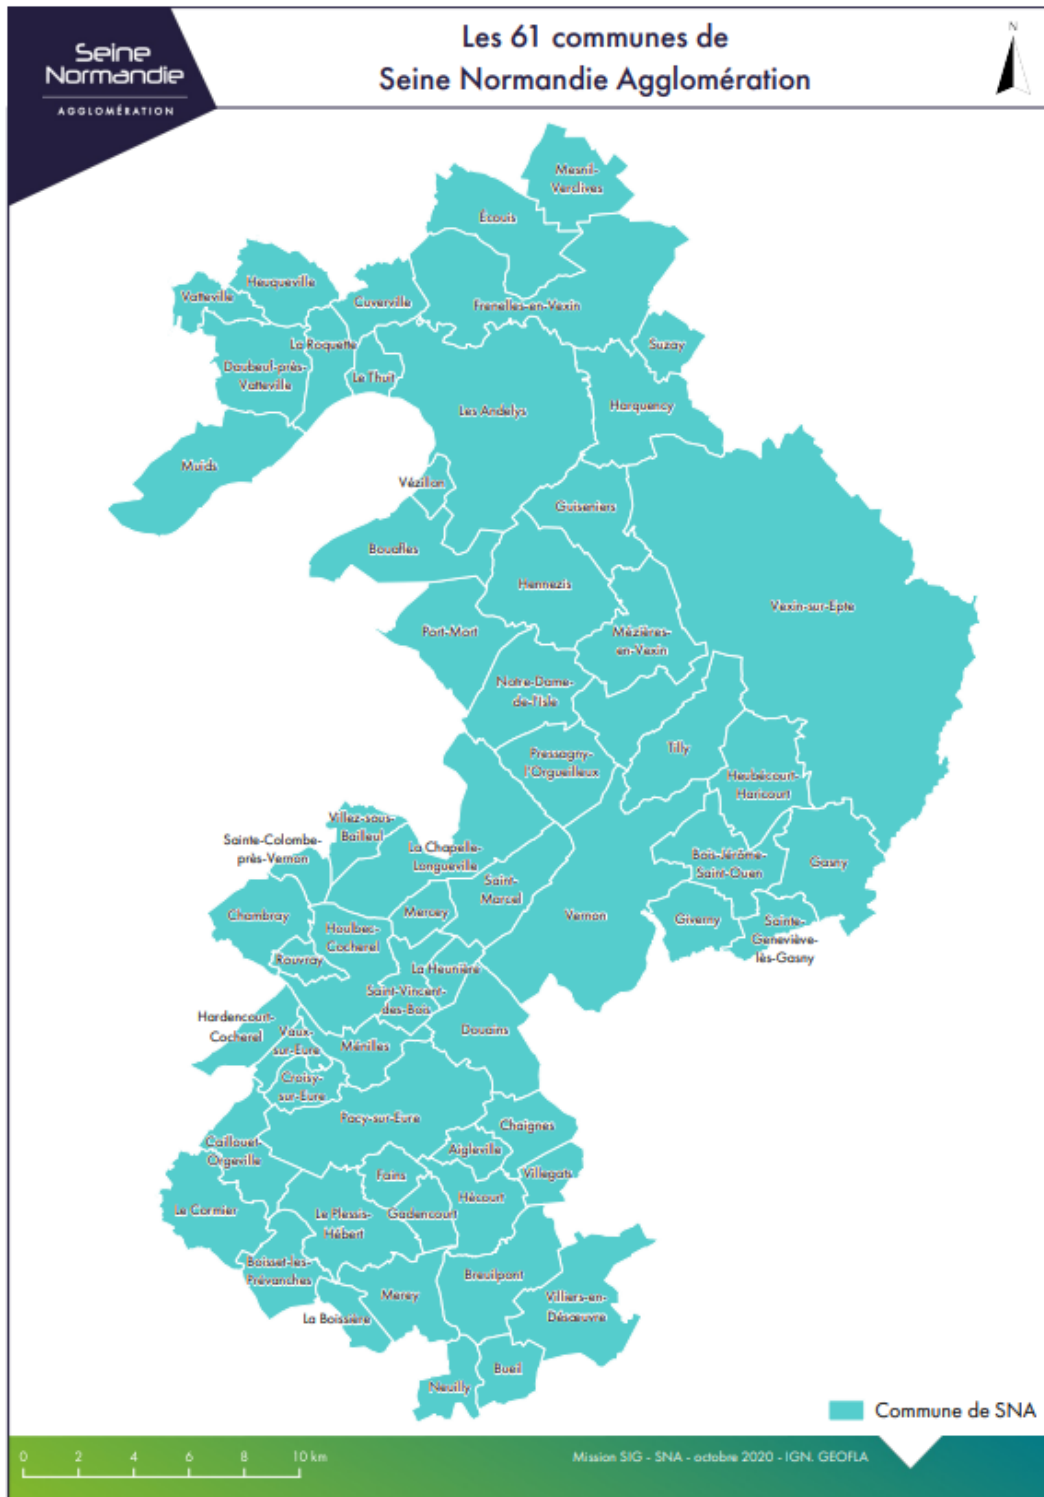 Seine
Normandie
AGGLOMÉRATION
Les 61 communes de
Seine Normandie Agglomération
N
Mesnil-
Verclives
Écouis
Heuqueville
Vatteville
Cuverville
Frenelles-en-Vexin
La Roquette
Suzay
Daubeuf-près-
Vatteville
Le Thuit
Les Andelys
Harquency
Muids
Vézillon
Guiseniers
Bouafles
Hennezis
Vexin-sur-Epte
Port-Mort
Mézières-
en-Vexin
Notre-Dame-
de-l'Isle
Tilly
Pressagny-
l'Orgueilleux
Heubécourt-
Haricourt
Villez-sous-
Bailleul
Sainte-Colombe-
près-Vernon
La Chapelle-
Longueville
Bois-Jérôme-
Saint-Ouen
Gasny
Saint-
Marcel
Chambray
Mercey
Vernon
Giverny
Sainte-
Geneviève-
lès-Gasny
Houlbec-
Cocherel
Rouvray
La Heunière
Saint-Vincent-
des-Bois
Hardencourt-
Cocherel
Vaux-
sur-Eure
Ménilles
Douains
Croisy-
sur-Eure
Pacy-sur-Eure
Chaignes
Caillouet-
Orgeville
Aigleville
Fains
Villegats
Hécourt
Le Cormier
Le Plessis-
Hébert
Gadencourt
Boisset-les-
Prévanches
Breuilpont
Merey
Villiers-en-
Désœuvre
La Boissière
Bueil
Neuilly
Commune de SNA
0 2 4 6 8 10 km
Mission SIG - SNA - octobre 2020 - IGN. GEOFLA